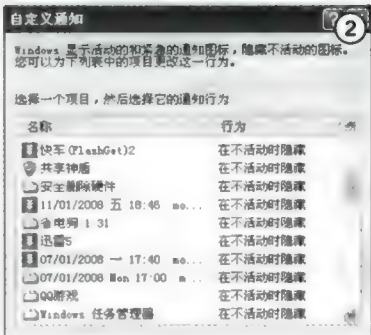 自定义通知
②
Windows 显示活动的和紧急的通知图标，隐藏不活动的图标。
您可以为下列表中的项目更改这一行为。
选择一个项目，然后选择它的通知行为
名称 行为
快车(FlashGet)2 在不活动时隐藏
共享神盾 在不活动时隐藏
安全删除硬件 在不活动时隐藏
11/01/2008 五 18:46 mo... 在不活动时隐藏
省电狗 1 31 在不活动时隐藏
迅雷5 在不活动时隐藏
07/01/2008 一 17:40 mo... 在不活动时隐藏
07/01/2008 Mon 17:00 m... 在不活动时隐藏
QQ游戏 在不活动时隐藏
Windows 任务管理器 在不活动时隐藏